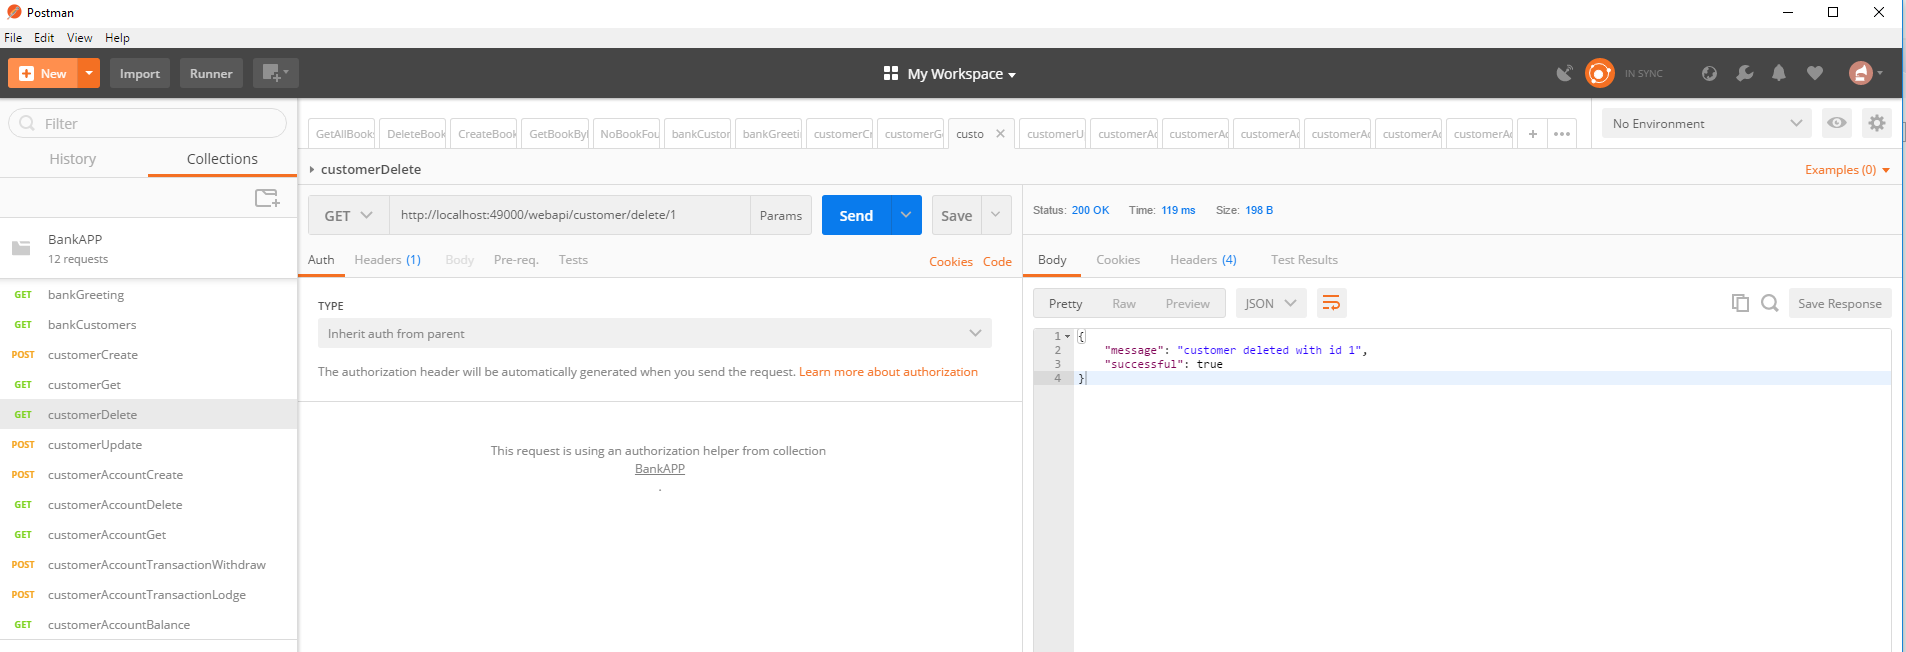 Postman
File Edit View Help
New Import Runner My Workspace IN SYNC
Filter
History Collections
BankAPP
12 requests
GET bankGreeting
GET bankCustomers
POST customerCreate
GET customerGet
GET customerDelete
POST customerUpdate
POST customerAccountCreate
GET customerAccountDelete
GET customerAccountGet
POST customerAccountTransactionWithdraw
POST customerAccountTransactionLodge
GET customerAccountBalance
GetAllBook DeleteBook CreateBook GetBookByI NoBookFou bankCustor bankGreeti customerCr customerGe custo customerU customerAc customerAc customerAc customerAc customerAc customerAc + •••
No Environment
customerDelete
Examples (0)
GET http://localhost:49000/webapi/customer/delete/1 Params Send Save
Auth Headers (1) Body Pre-req. Tests Cookies Code
TYPE
Inherit auth from parent
The authorization header will be automatically generated when you send the request. Learn more about authorization
This request is using an authorization helper from collection
BankAPP
.
Status: 200 OK Time: 119 ms Size: 198 B
Body Cookies Headers (4) Test Results
Pretty Raw Preview JSON Save Response
1 {
2 "message": "customer deleted with id 1",
3 "successful": true
4 }